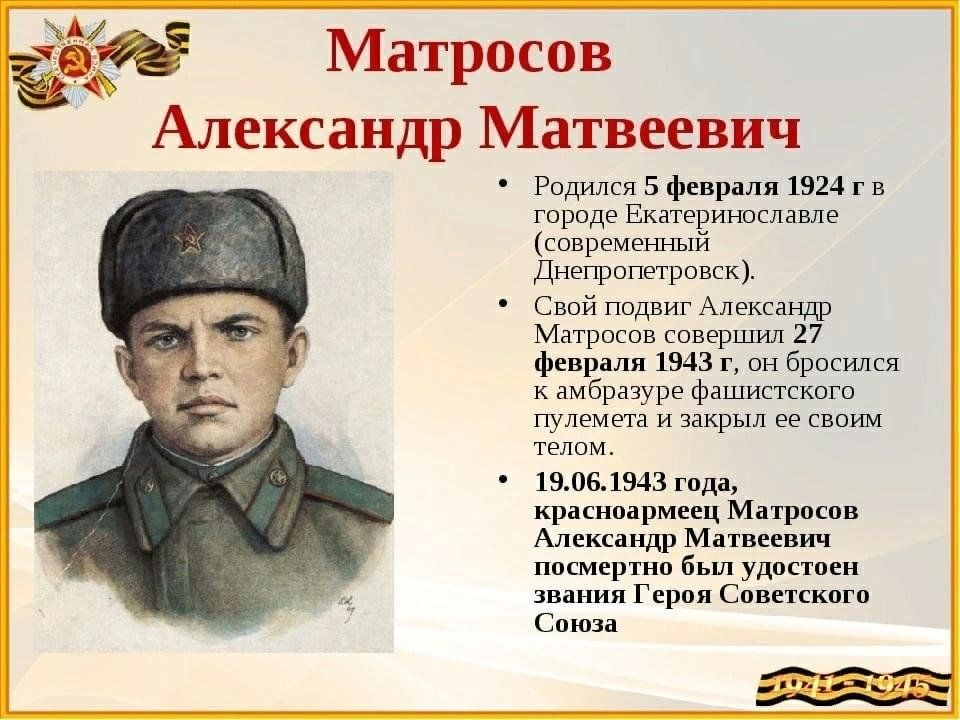 Матросов
Александр Матвеевич
• Родился 5 февраля 1924 г в
городе Екатеринославле
(современный
Днепропетровск).
• Свой подвиг Александр
Матросов совершил 27
февраля 1943 г, он бросился
к амбразуре фашистского
пулемета и закрыл ее своим
телом.
• 19.06.1943 года,
красноармеец Матросов
Александр Матвеевич
посмертно был удостоен
звания Героя Советского
Союза
1941 - 1945